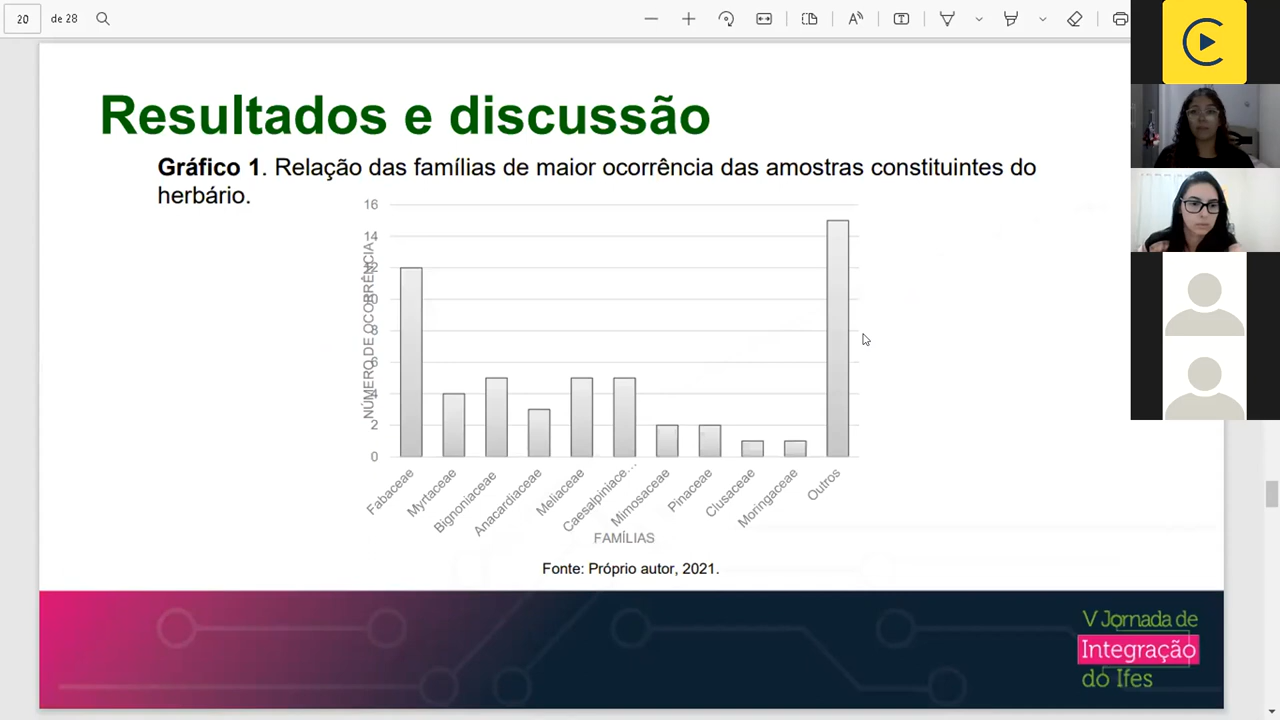 20 de 28
Resultados e discussão
Gráfico 1. Relação das famílias de maior ocorrência das amostras constituintes do
herbário.
16
14
12
10
8
6
4
2
0
NÚMERO DE OCORRÊNCIA
Fabaceae
Myrtaceae
Bignoniaceae
Anacardiaceae
Meliaceae
Caesalpiniace...
Mimosaceae
Pinaceae
Clusaceae
Moringaceae
Outros
FAMÍLIAS
Fonte: Próprio autor, 2021.
V Jornada de
Integração
do Ifes